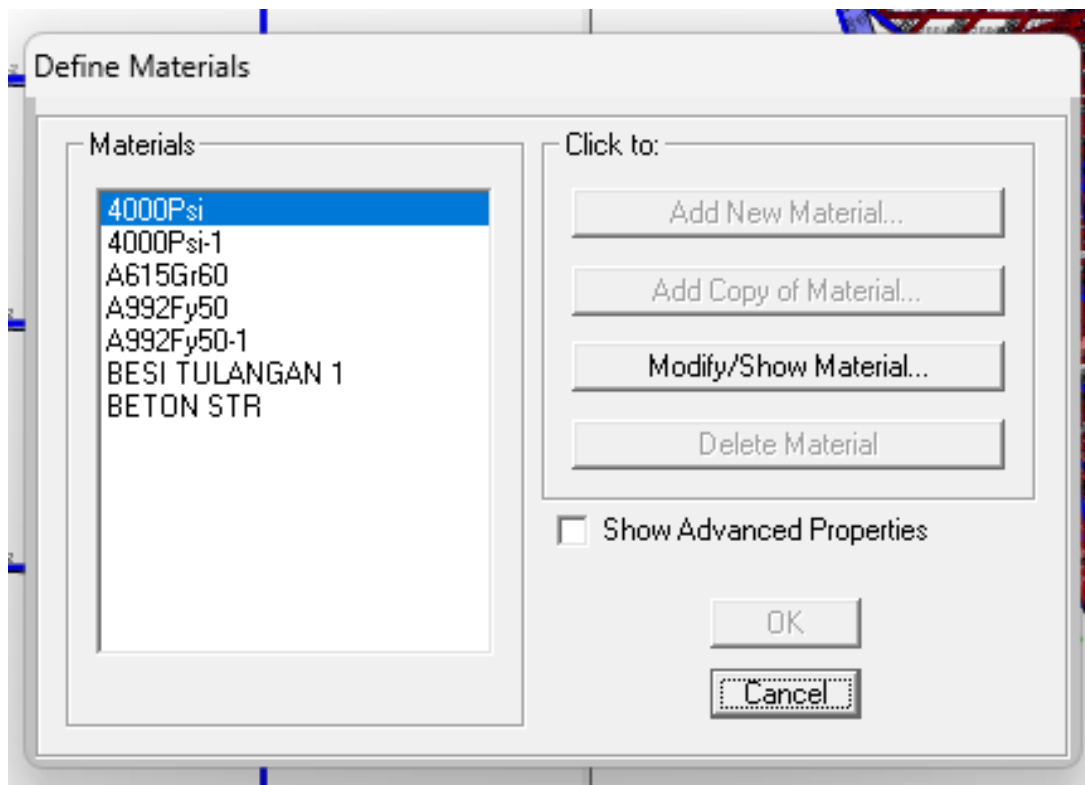 Define Materials
Materials
4000Psi
4000Psi-1
A615Gr60
A992Fy50
A992Fy50-1
BESI TULANGAN 1
BETON STR
Click to:
Add New Material...
Add Copy of Material...
Modify/Show Material...
Delete Material
Show Advanced Properties
OK
Cancel